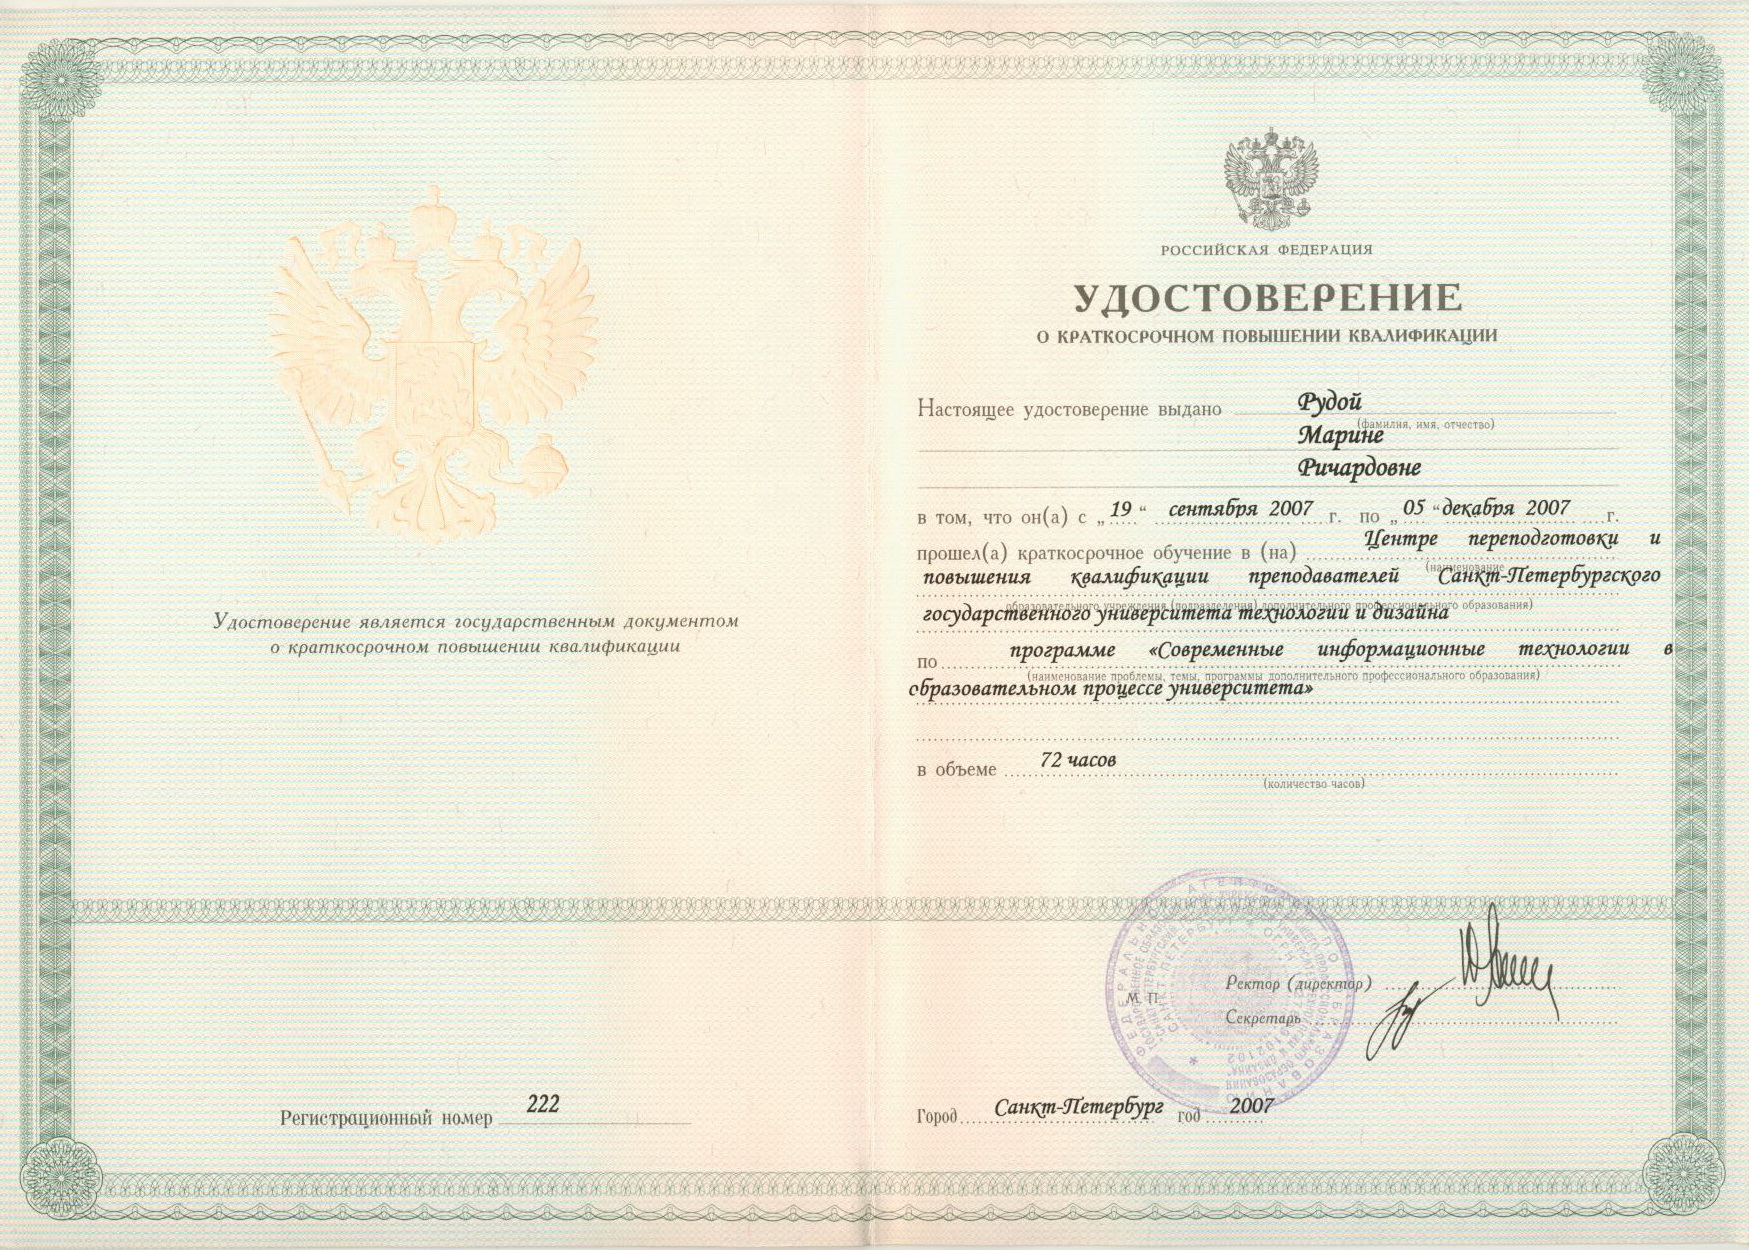 Удостоверение является государственным документом
о краткосрочном повышении квалификации
Регистрационный номер 222
РОССИЙСКАЯ ФЕДЕРАЦИЯ
УДОСТОВЕРЕНИЕ
О КРАТКОСРОЧНОМ ПОВЫШЕНИИ КВАЛИФИКАЦИИ
Настоящее удостоверение выдано Рудой
(фамилия, имя, отчество)
Марине
Ричардовне
в том, что он(а) с „19“ сентября 2007 г. по „05“ декабря 2007 г.
прошел(а) краткосрочное обучение в (на) Центре переподготовки и
(наименование
повышения квалификации преподавателей Санкт-Петербургского
образовательного учреждения (подразделения) дополнительного профессионального образования)
государственного университета технологии и дизайна
по программе «Современные информационные технологии в
(наименование проблемы, темы, программы дополнительного профессионального образования)
образовательном процессе университета»
в объеме 72 часов
(количество часов)
М. П.
Ректор (директор)
Секретарь
Город Санкт-Петербург год 2007